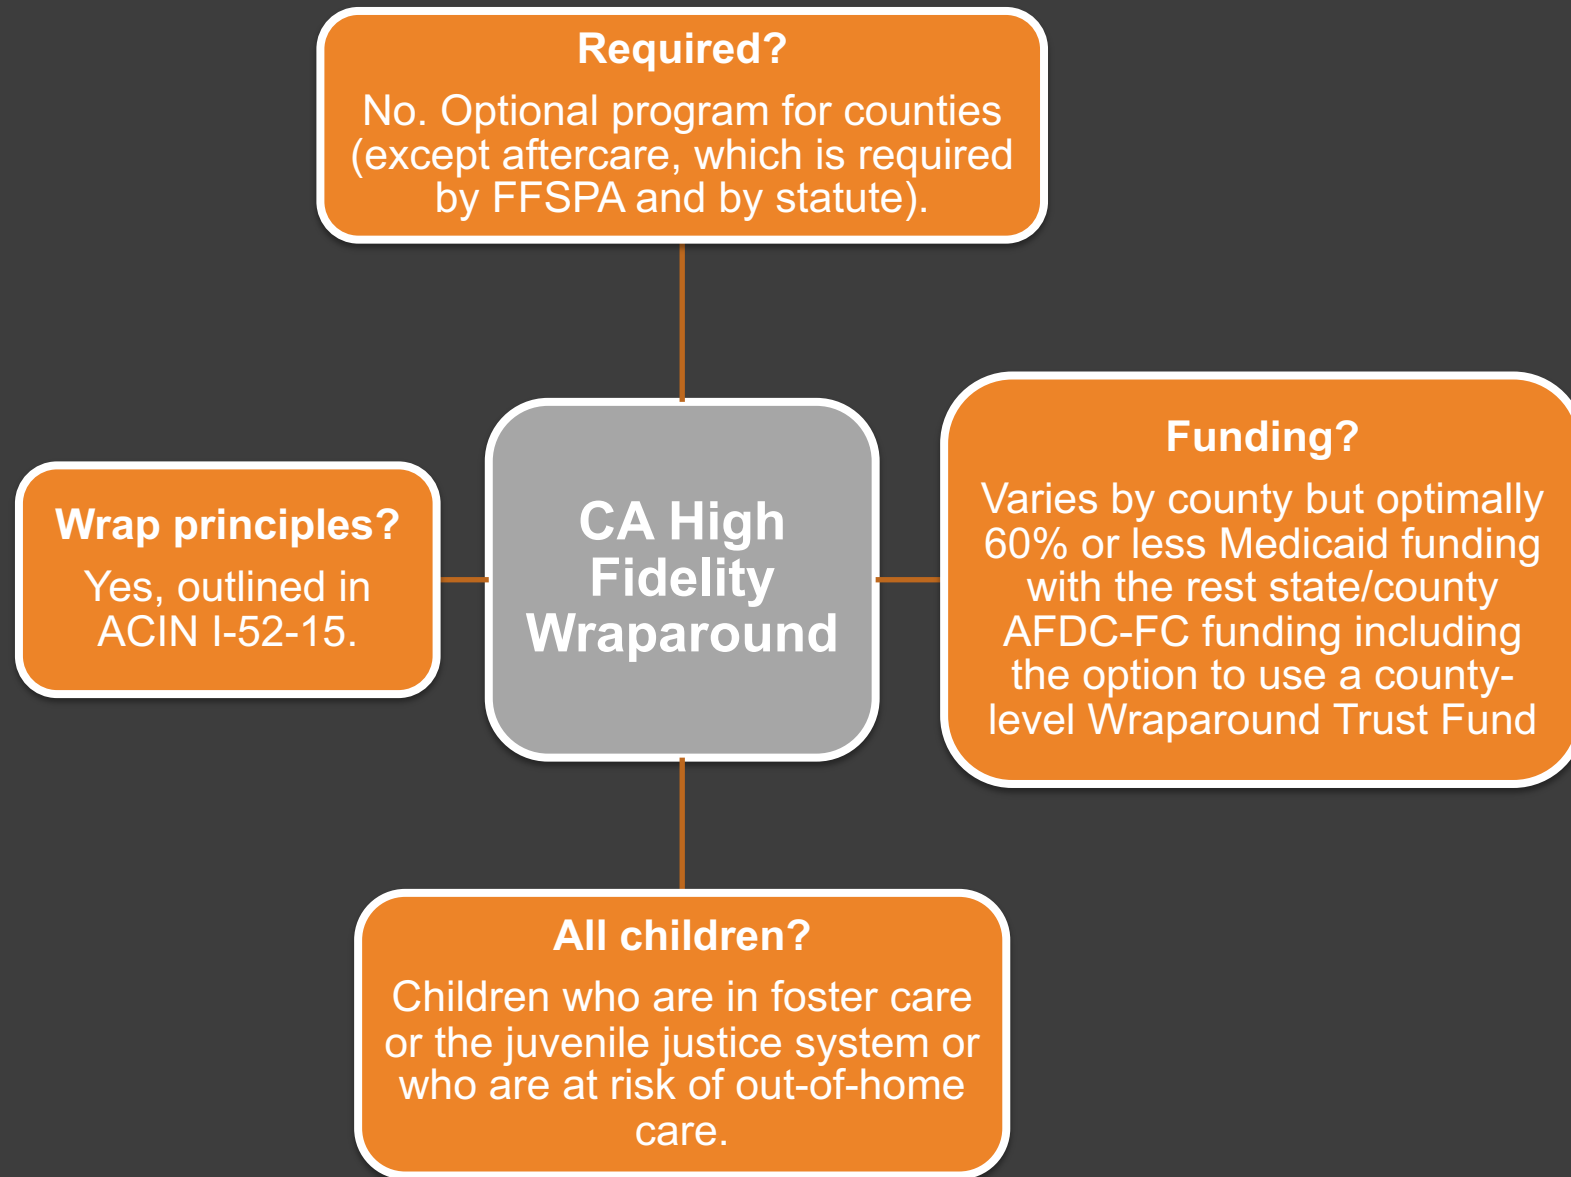 Required?
No. Optional program for counties
(except aftercare, which is required
by FFSPA and by statute).
Wrap principles?
Yes, outlined in
ACIN I-52-15.
CA High
Fidelity
Wraparound
Funding?
Varies by county but optimally
60% or less Medicaid funding
with the rest state/county
AFDC-FC funding including
the option to use a county-
level Wraparound Trust Fund
All children?
Children who are in foster care
or the juvenile justice system or
who are at risk of out-of-home
care.